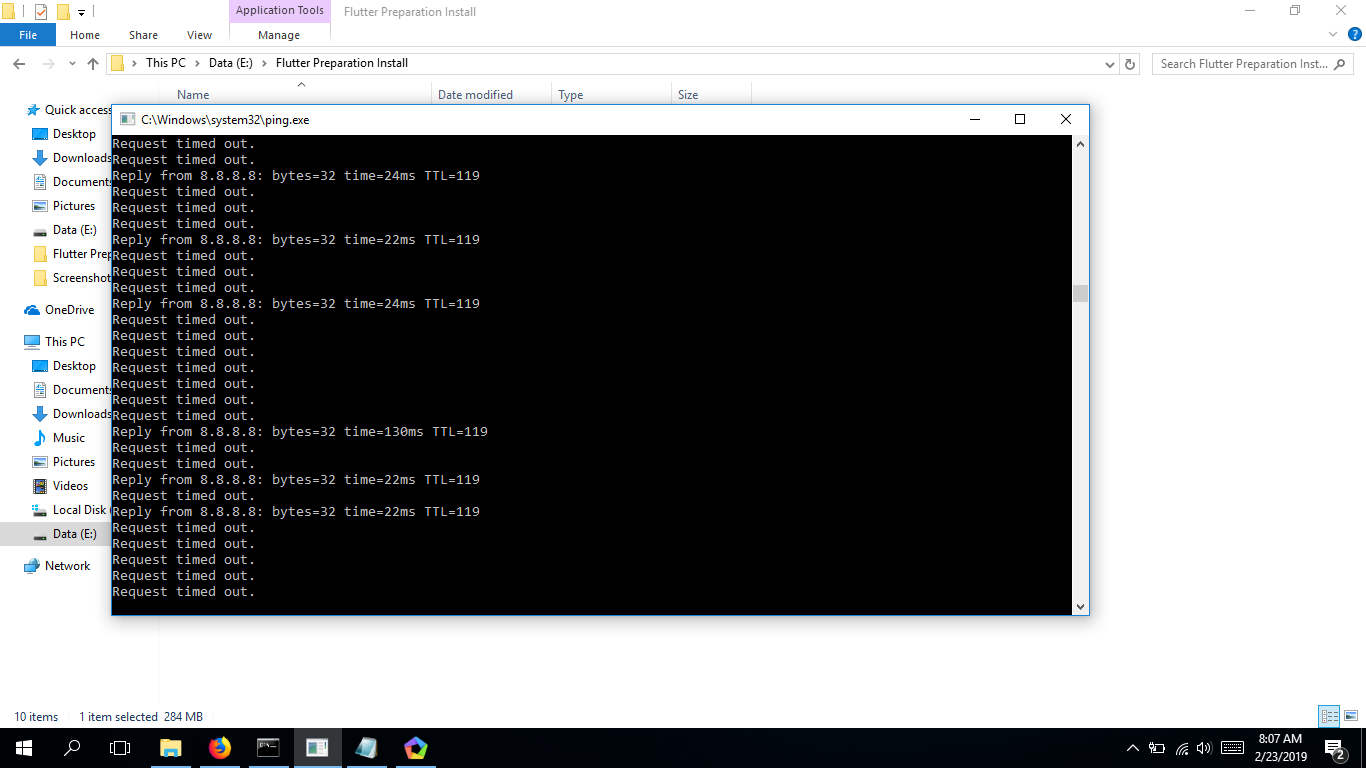 Application Tools
Flutter Preparation Install
File
Home
Share
View
Manage
This PC
Data (E:)
Flutter Preparation Install
Search Flutter Preparation Inst...
Name
Date modified
Type
Size
Quick access
Desktop
Downloads
Documents
Pictures
Data (E:)
Flutter Prep
Screenshot
OneDrive
This PC
Desktop
Documents
Downloads
Music
Pictures
Videos
Local Disk (
Data (E:)
Network
C:\Windows\system32\ping.exe
Request timed out.
Request timed out.
Reply from 8.8.8.8: bytes=32 time=24ms TTL=119
Request timed out.
Request timed out.
Request timed out.
Reply from 8.8.8.8: bytes=32 time=22ms TTL=119
Request timed out.
Request timed out.
Request timed out.
Reply from 8.8.8.8: bytes=32 time=24ms TTL=119
Request timed out.
Request timed out.
Request timed out.
Request timed out.
Request timed out.
Request timed out.
Request timed out.
Reply from 8.8.8.8: bytes=32 time=130ms TTL=119
Request timed out.
Request timed out.
Reply from 8.8.8.8: bytes=32 time=22ms TTL=119
Request timed out.
Reply from 8.8.8.8: bytes=32 time=22ms TTL=119
Request timed out.
Request timed out.
Request timed out.
Request timed out.
Request timed out.
10 items
1 item selected 284 MB
8:07 AM
2/23/2019
2